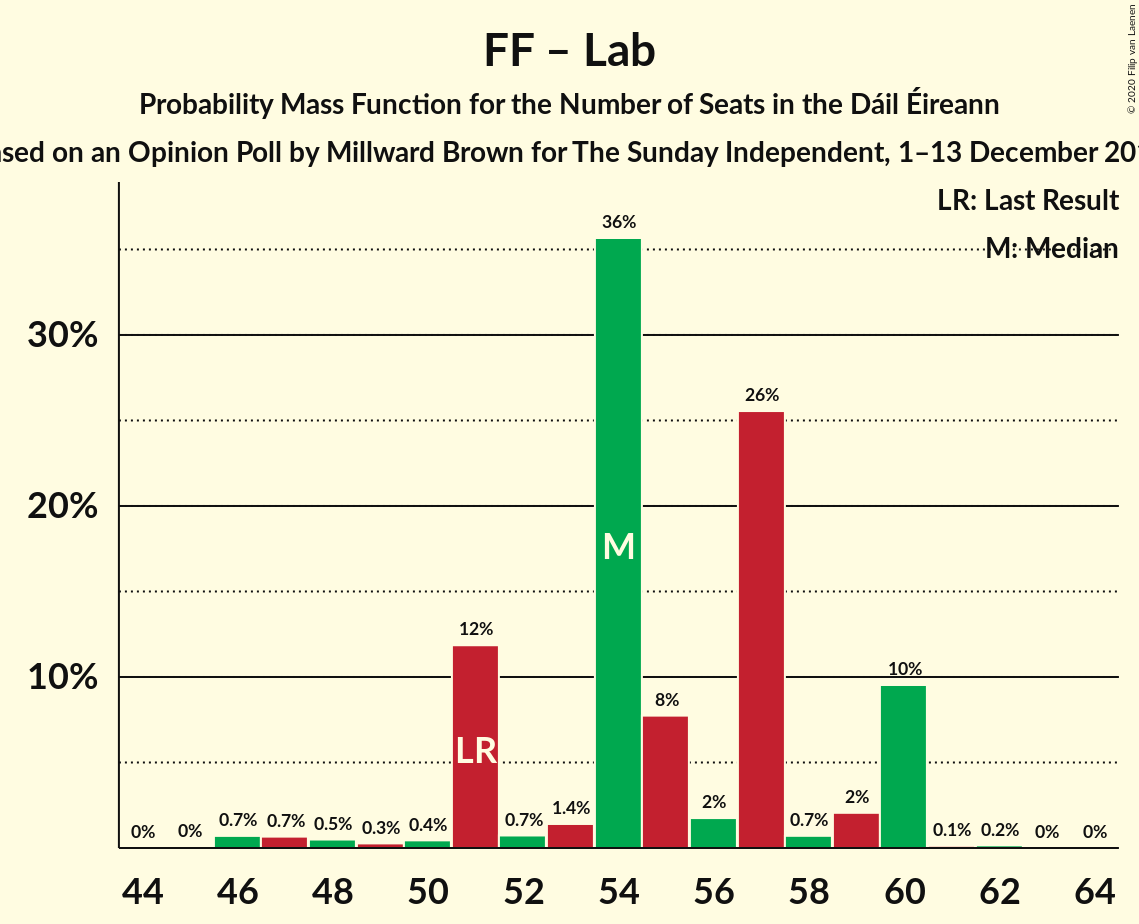 FF – Lab
Probability Mass Function for the Number of Seats in the Dáil Éireann
on an Opinion Poll by Millward Brown for The Sunday Independent, 1–13 December
© 2020 Filip van Laenen
LR: Last Result
M: Median
36%
30%
26%
20%
M
12%
10%
10%
8%
LR
2%
2%
1.4%
0% 0% 0.7% 0.7% 0.5% 0.3% 0.4% 0.7% 0.7% 0.1% 0.2% 0% 0%
44 46 48 50 52 54 56 58 60 62 64